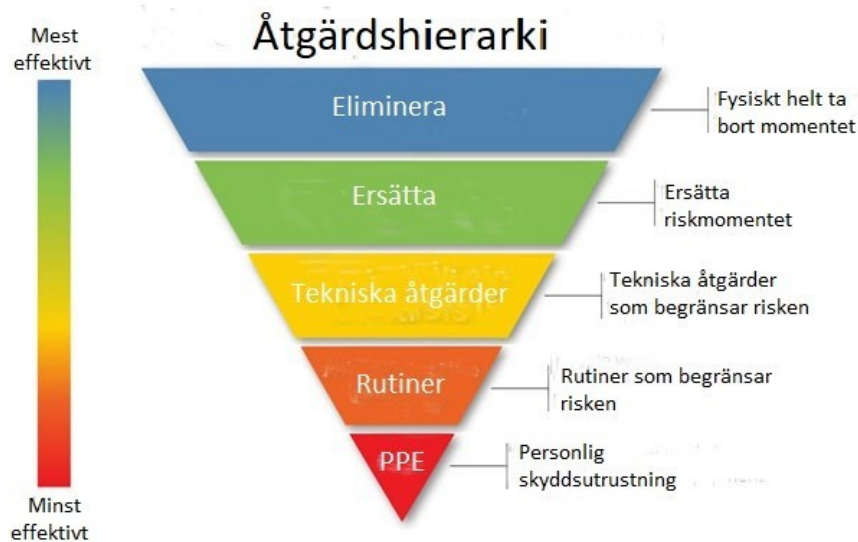 Åtgärdshierarki
Mest
effektivt
Eliminera
Fysiskt helt ta
bort momentet
Ersätta
Ersätta
riskmomentet
Tekniska åtgärder
Tekniska åtgärder
som begränsar risken
Rutiner
Rutiner som begränsar
risken
PPE
Personlig
skyddsutrustning
Minst
effektivt